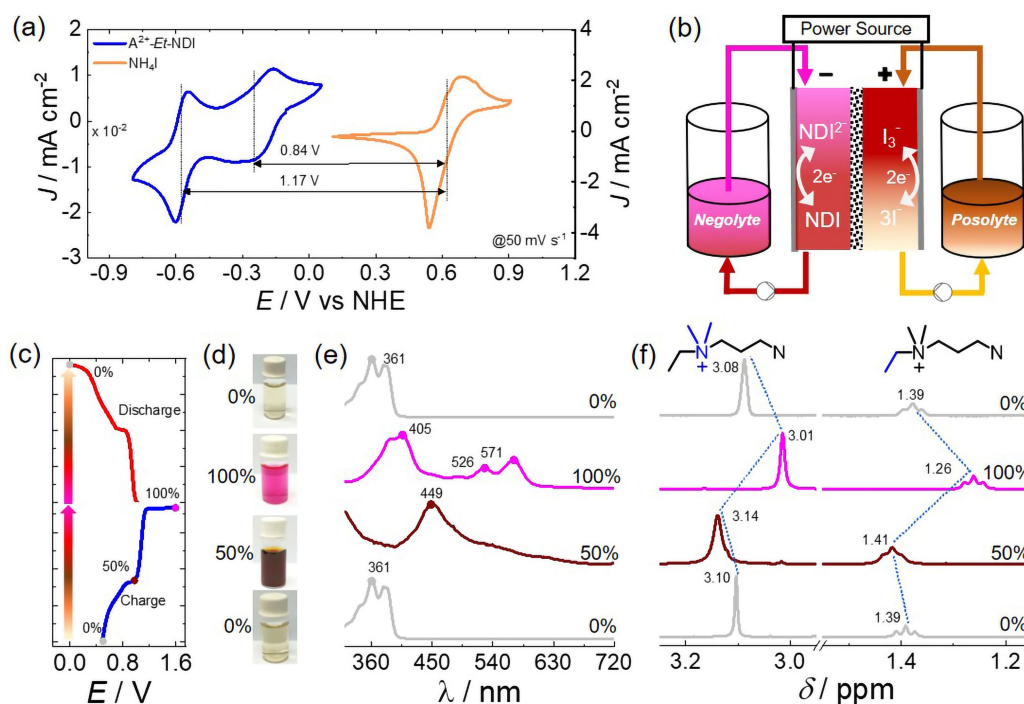 (a)
J / mA cm⁻²
2
1
0
-1
-2
-3
x 10⁻²
A²⁺-Et-NDI
NH₄I
0.84 V
1.17 V
@50 mV s⁻¹
4
2
0
-2
-4
J / mA cm⁻²
-0.9 -0.6 -0.3 0.0 0.3 0.6 0.9 1.2
E / V vs NHE
(b)
Power Source
− +
NDI²⁻
2e⁻
NDI
I₃⁻
2e⁻
3I⁻
Negolyte
Posolyte
(c)
0%
Discharge
100%
50%
Charge
0%
0.0 0.8 1.6
E / V
(d)
0%
100%
50%
0%
(e)
361
0%
405
526
571
100%
449
50%
361
0%
360 450 540 630 720
λ / nm
(f)
N
+
N
N
+
N
3.08
1.39
0%
3.01
1.26
100%
3.14
1.41
50%
3.10
1.39
0%
3.2 3.0 1.4 1.2
δ / ppm